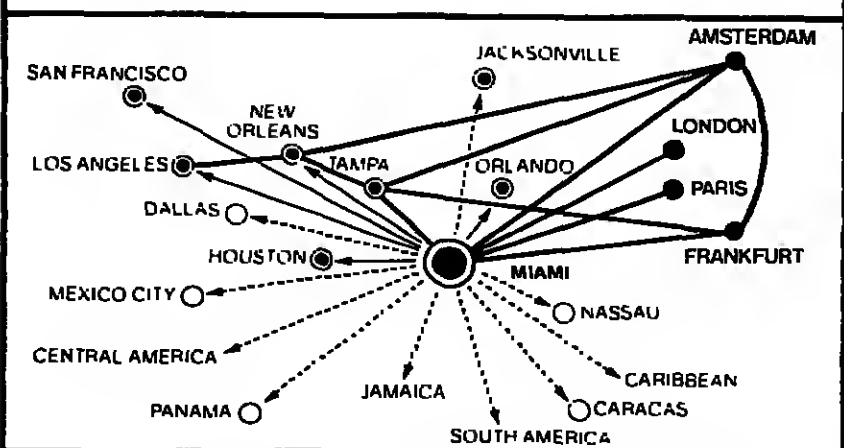 AMSTERDAM
JACKSONVILLE
SAN FRANCISCO
NEW
ORLEANS
LONDON
LOS ANGELES
TAMPA
ORLANDO
PARIS
DALLAS
HOUSTON
MIAMI
FRANKFURT
MEXICO CITY
NASSAU
CENTRAL AMERICA
CARIBBEAN
JAMAICA
PANAMA
CARACAS
SOUTH AMERICA